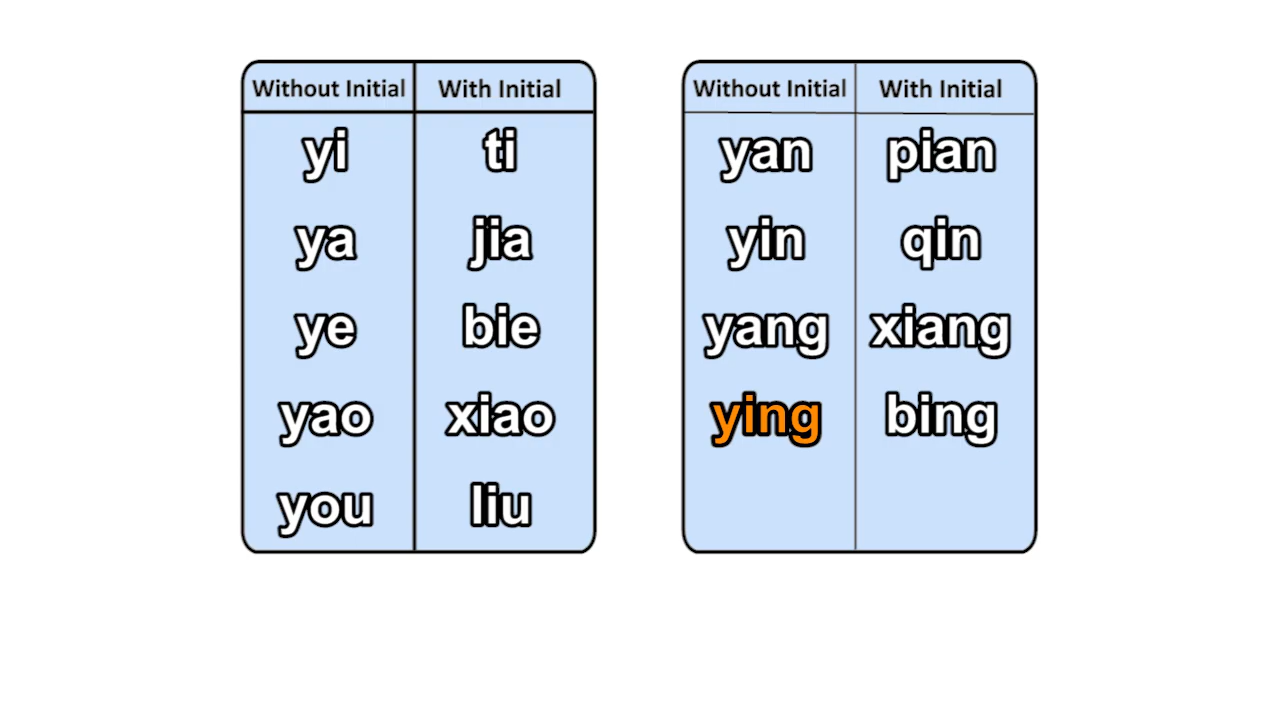 Without Initial With Initial
yi ti
ya jia
ye bie
yao xiao
you liu
Without Initial With Initial
yan pian
yin qin
yang xiang
ying bing